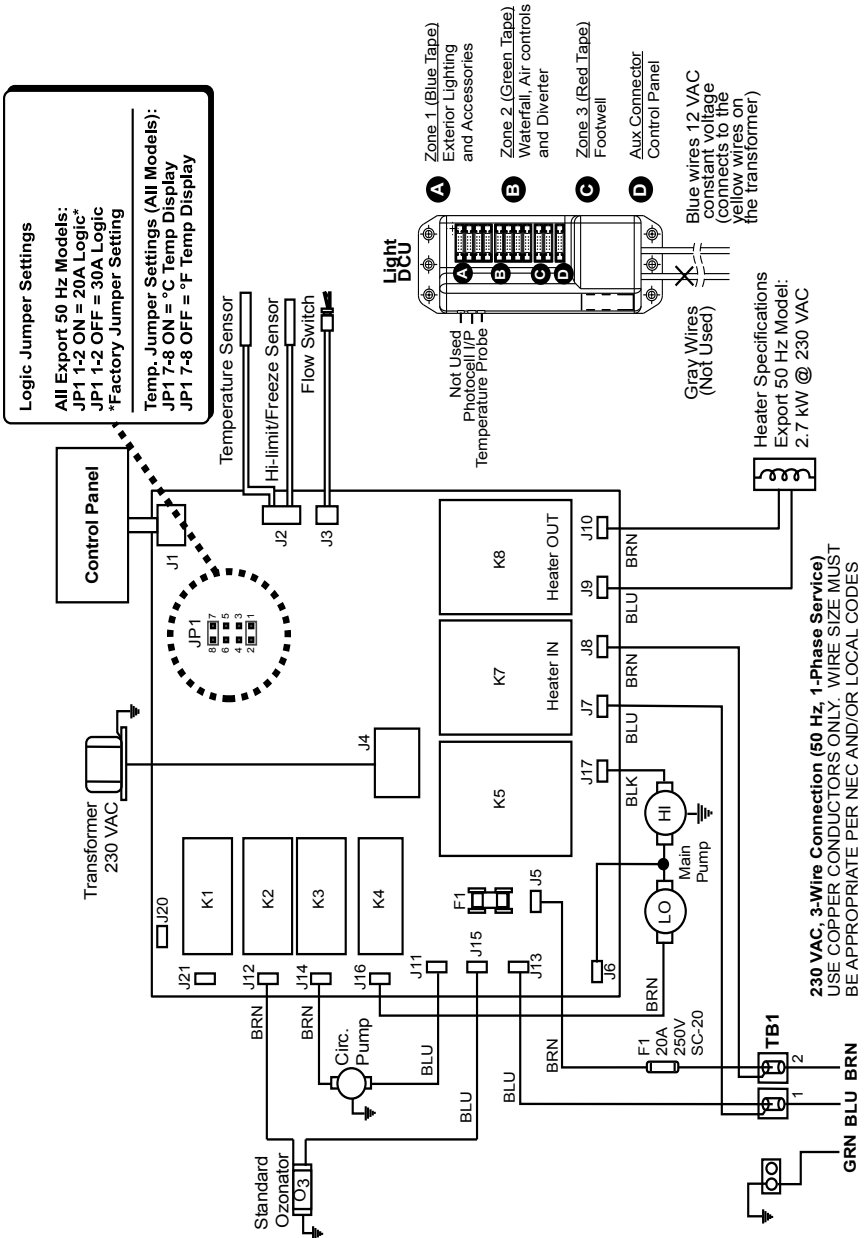 Logic Jumper Settings
All Export 50 Hz Models:
JP1 1-2 ON = 20A Logic*
JP1 1-2 OFF = 30A Logic
*Factory Jumper Setting
Temp. Jumper Settings (All Models):
JP1 7-8 ON = °C Temp Display
JP1 7-8 OFF = °F Temp Display
Control Panel
J1
JP1
8 7
6 5
4 3
2 1
Transformer
230 VAC
J4
Temperature Sensor
Hi-limit/Freeze Sensor
Flow Switch
J2
J3
J20
J21
K1
J12
K2
J14
K3
J16
K4
J11
J15
J13
F1
J5
J6
K5
K7
Heater IN
K8
Heater OUT
J17
J7
J8
J9
J10
BLK
BLU
BRN
BLU
BRN
HI
LO
Main
Pump
BRN
BRN
BRN
Circ.
Pump
BLU
BLU
BLU
BRN
Standard
Ozonator
O3
F1
20A
250V
SC-20
TB1
1
2
GRN BLU BRN
230 VAC, 3-Wire Connection (50 Hz, 1-Phase Service)
USE COPPER CONDUCTORS ONLY. WIRE SIZE MUST
BE APPROPRIATE PER NEC AND/OR LOCAL CODES
Heater Specifications
Export 50 Hz Model:
2.7 kW @ 230 VAC
Light
DCU
Not Used
Photocell I/P
Temperature Probe
+
A
B
C
D
Gray Wires
(Not Used)
Blue wires 12 VAC
constant voltage
(connects to the
yellow wires on
the transformer)
A Zone 1 (Blue Tape)
Exterior Lighting
and Accessories
B Zone 2 (Green Tape)
Waterfall, Air controls
and Diverter
C Zone 3 (Red Tape)
Footwell
D Aux Connector
Control Panel